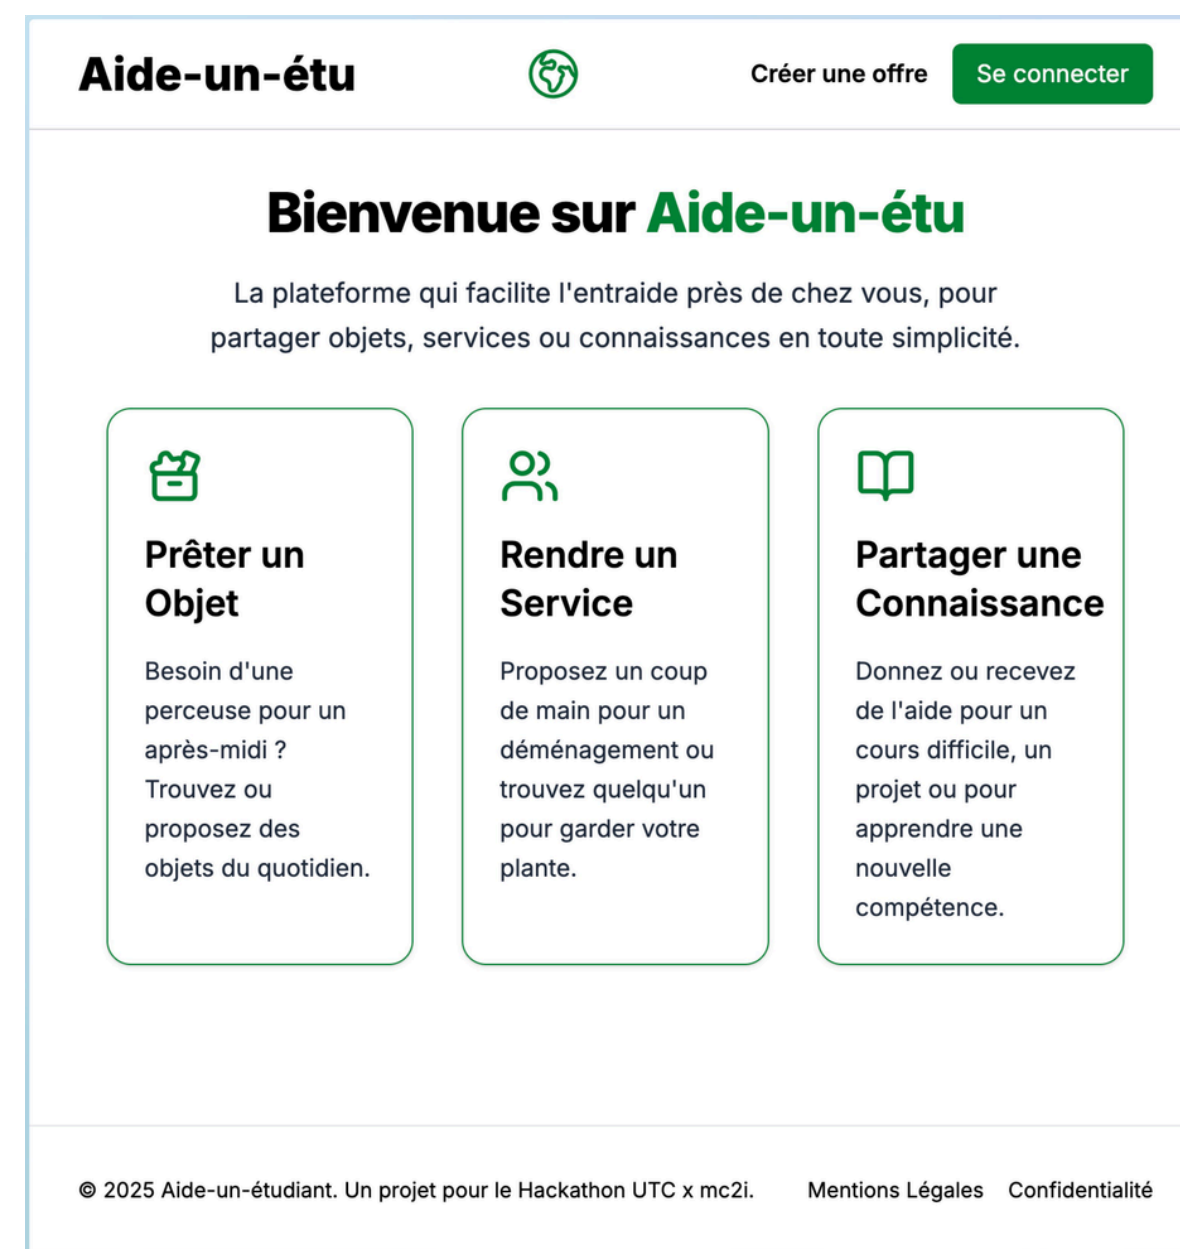 Aide-un-étu
Créer une offre
Se connecter
Bienvenue sur Aide-un-étu
La plateforme qui facilite l'entraide près de chez vous, pour
partager objets, services ou connaissances en toute simplicité.
Prêter un
Objet
Besoin d'une
perceuse pour un
après-midi ?
Trouvez ou
proposez des
objets du quotidien.
Rendre un
Service
Proposez un coup
de main pour un
déménagement ou
trouvez quelqu'un
pour garder votre
plante.
Partager une
Connaissance
Donnez ou recevez
de l'aide pour un
cours difficile, un
projet ou pour
apprendre une
nouvelle
compétence.
© 2025 Aide-un-étudiant. Un projet pour le Hackathon UTC x mc2i.
Mentions Légales
Confidentialité